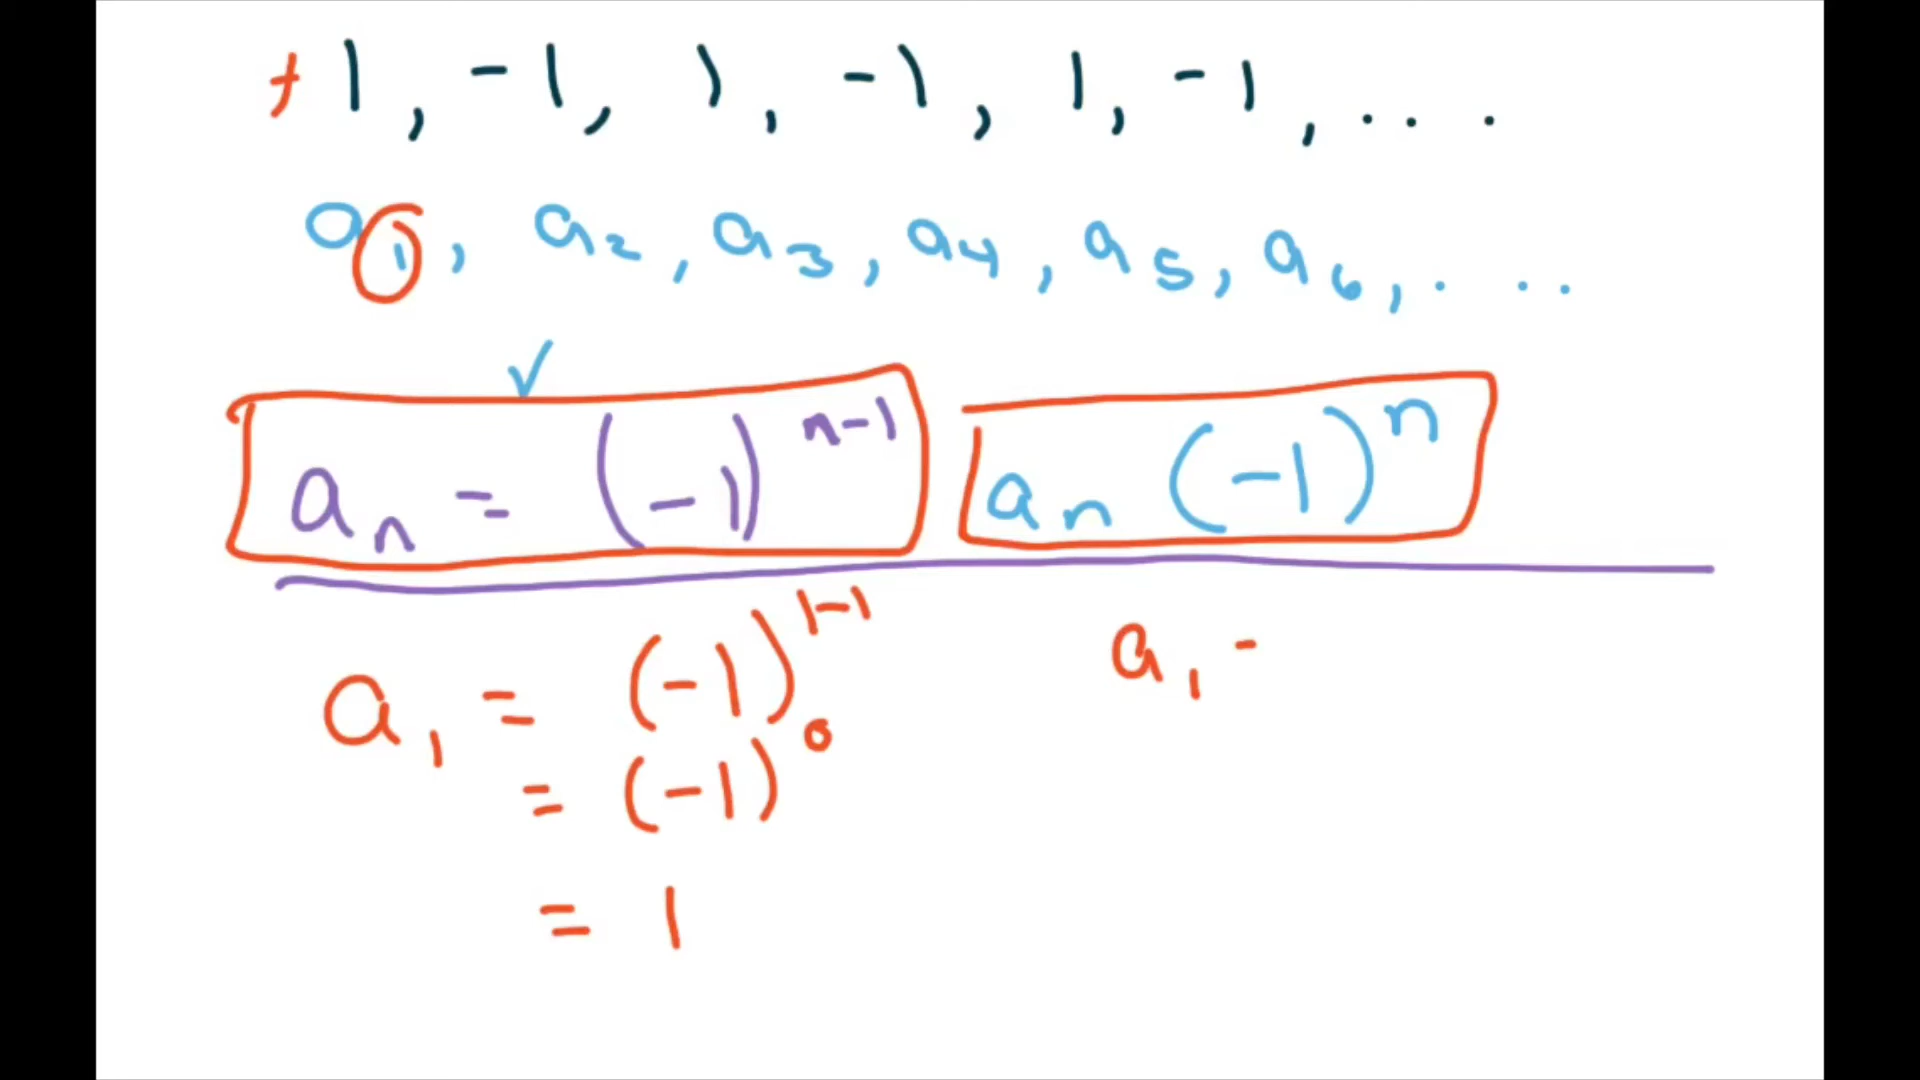 +1, -1, 1, -1, 1, -1, ...
a₁, a₂, a₃, a₄, a₅, a₆, ...
✓
aₙ = (-1)ⁿ⁻¹ aₙ (-1)ⁿ
a₁ = (-1)¹⁻¹ a₁ -
= (-1)⁰
= 1